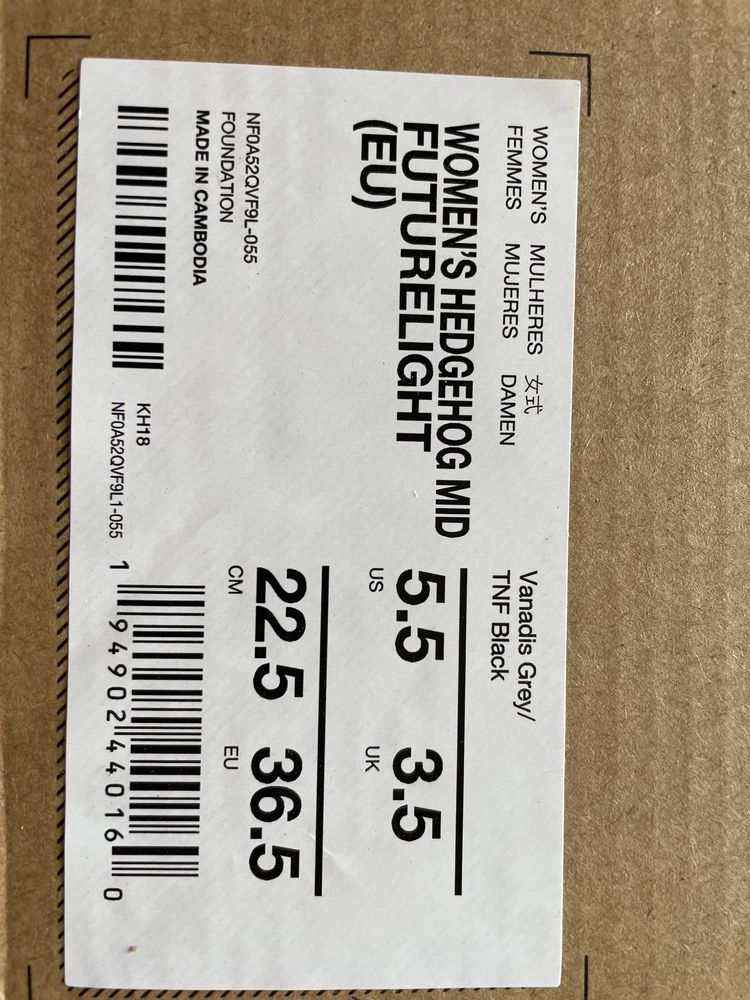 WOMEN'S MULHERES 女式
FEMMES MUJERES DAMEN
WOMEN'S HEDGEHOG MID
FUTURELIGHT
(EU)
NF0A52QVF9L-055
FOUNDATION
MADE IN CAMBODIA
KH18
NF0A52QVF9L1-055
Vanadis Grey/
TNF Black
5.5 3.5
US UK
22.5 36.5
CM EU
1 94902 44016 0